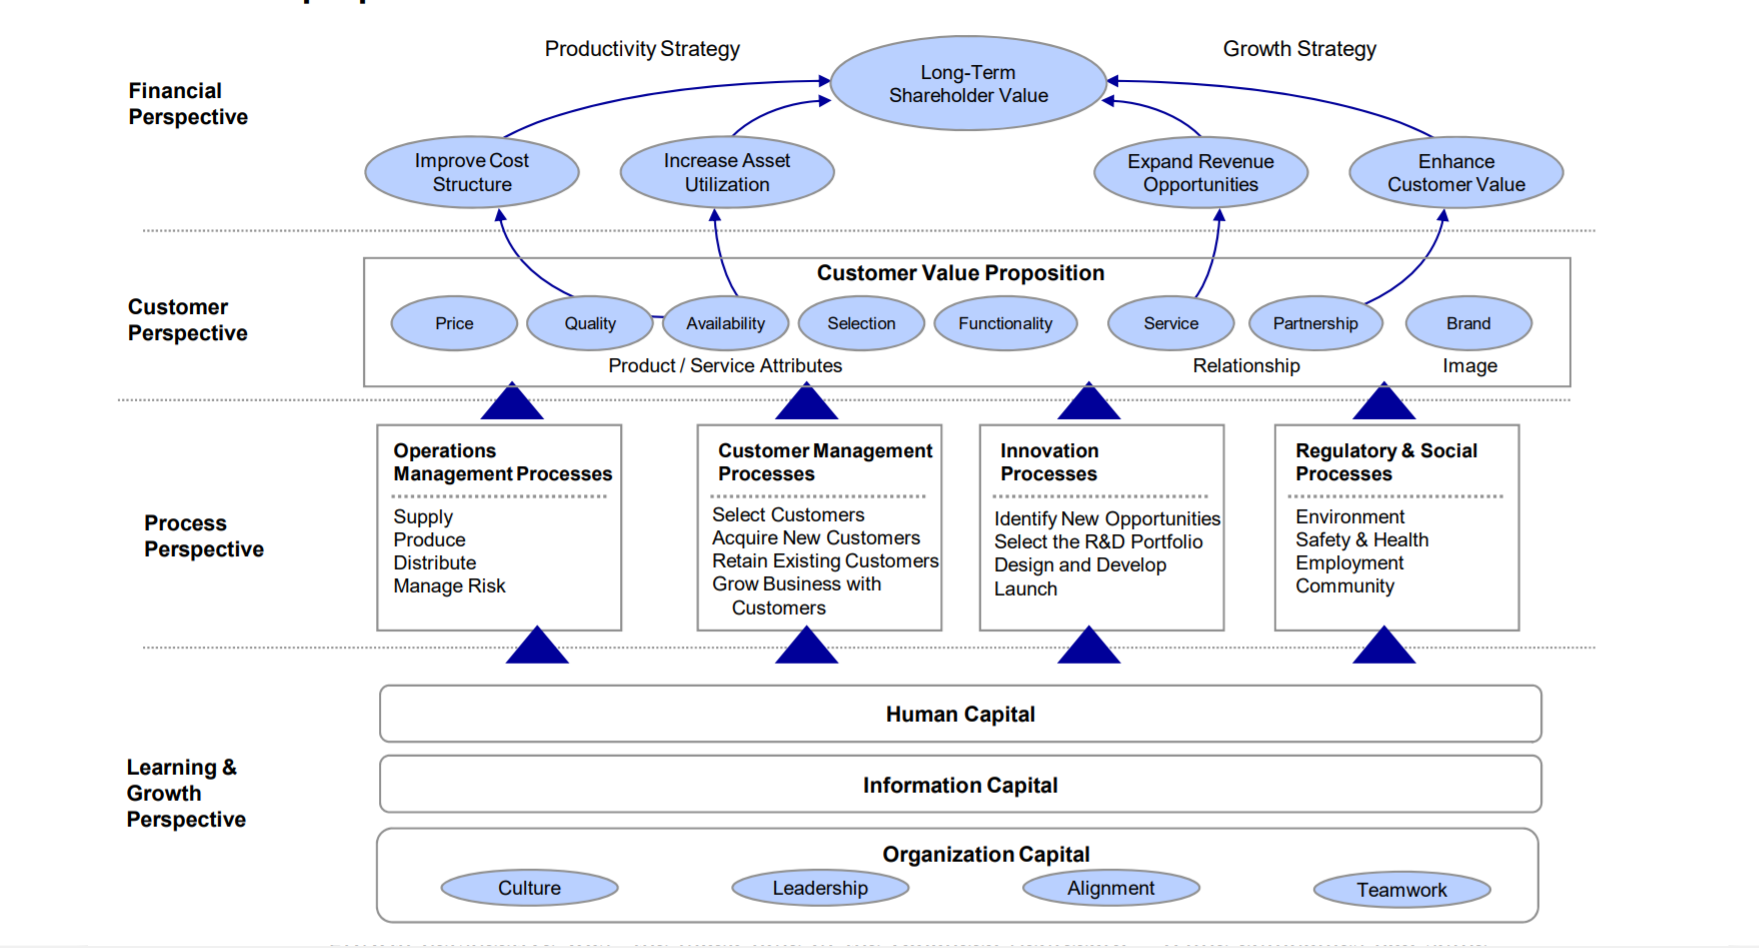 Productivity Strategy
Growth Strategy
Long-Term
Shareholder Value
Financial
Perspective
Improve Cost
Structure
Increase Asset
Utilization
Expand Revenue
Opportunities
Enhance
Customer Value
Customer Value Proposition
Customer
Perspective
Price
Quality
Availability
Selection
Functionality
Service
Partnership
Brand
Product / Service Attributes
Relationship
Image
Process
Perspective
Operations
Management Processes
Supply
Produce
Distribute
Manage Risk
Customer Management
Processes
Select Customers
Acquire New Customers
Retain Existing Customers
Grow Business with
Customers
Innovation
Processes
Identify New Opportunities
Select the R&D Portfolio
Design and Develop
Launch
Regulatory & Social
Processes
Environment
Safety & Health
Employment
Community
Learning &
Growth
Perspective
Human Capital
Information Capital
Organization Capital
Culture
Leadership
Alignment
Teamwork